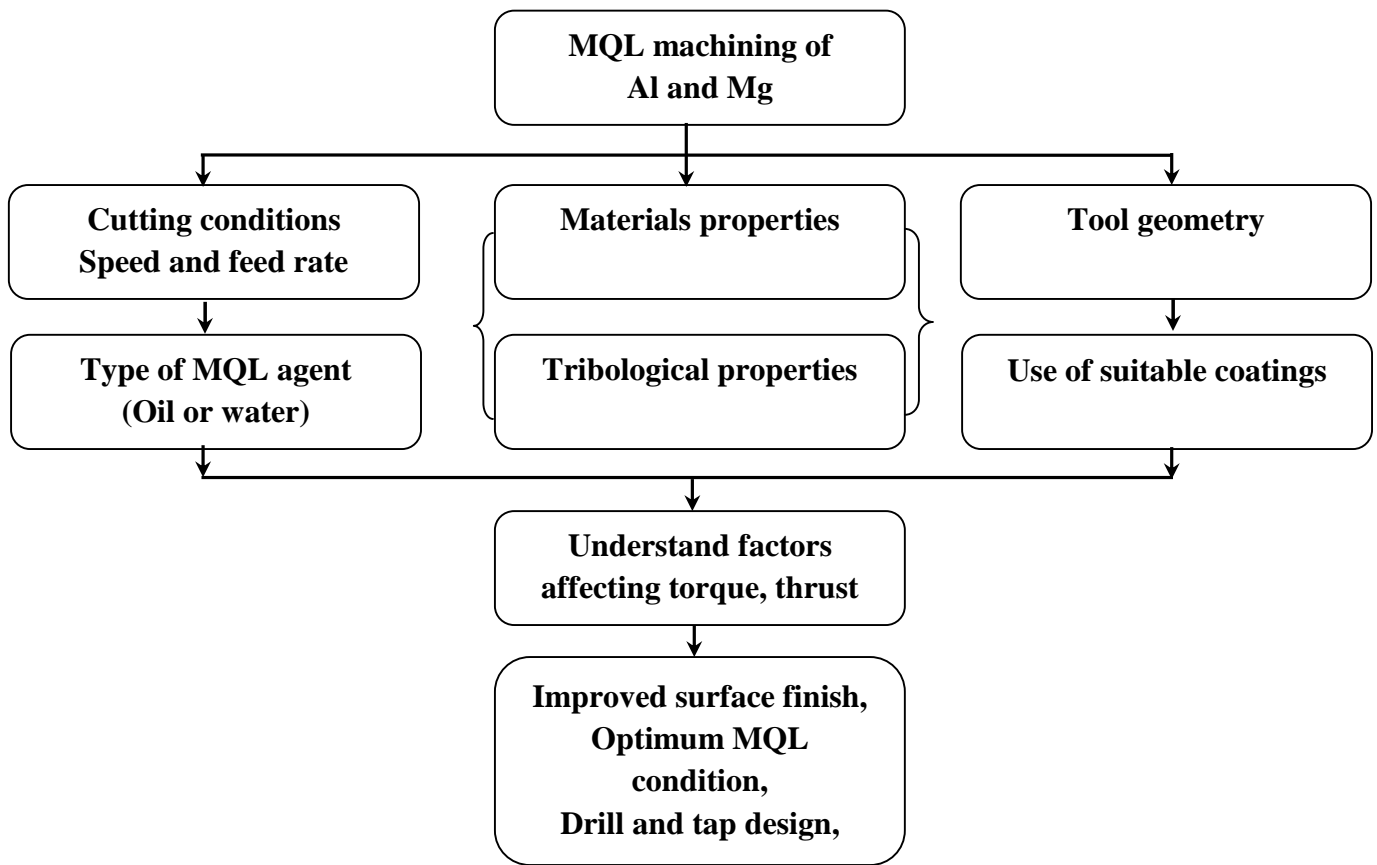 MQL machining of
Al and Mg
Cutting conditions
Speed and feed rate
Materials properties
Tool geometry
Type of MQL agent
(Oil or water)
Tribological properties
Use of suitable coatings
Understand factors
affecting torque, thrust
Improved surface finish,
Optimum MQL
condition,
Drill and tap design,